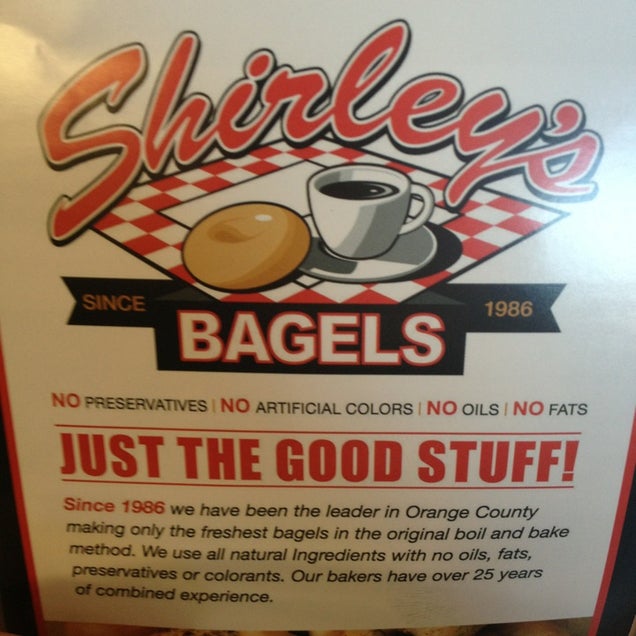 Shirley's
SINCE 1986
BAGELS
NO PRESERVATIVES | NO ARTIFICIAL COLORS | NO OILS | NO FATS
JUST THE GOOD STUFF!
Since 1986 we have been the leader in Orange County
making only the freshest bagels in the original boil and bake
method. We use all natural Ingredients with no oils, fats,
preservatives or colorants. Our bakers have over 25 years
of combined experience.